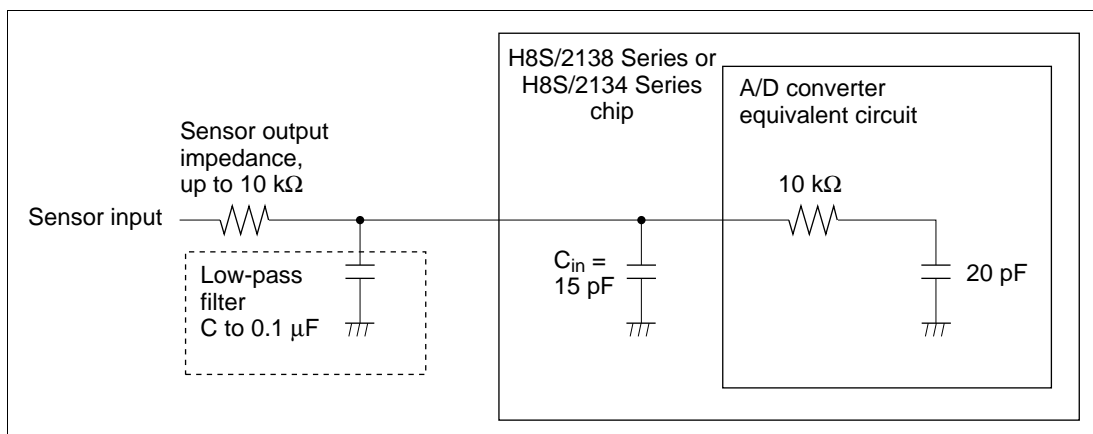 H8S/2138 Series or
H8S/2134 Series
chip
A/D converter
equivalent circuit
Sensor output
impedance,
up to 10 kΩ
10 kΩ
Sensor input
Low-pass
filter
C to 0.1 μF
Cin =
15 pF
20 pF